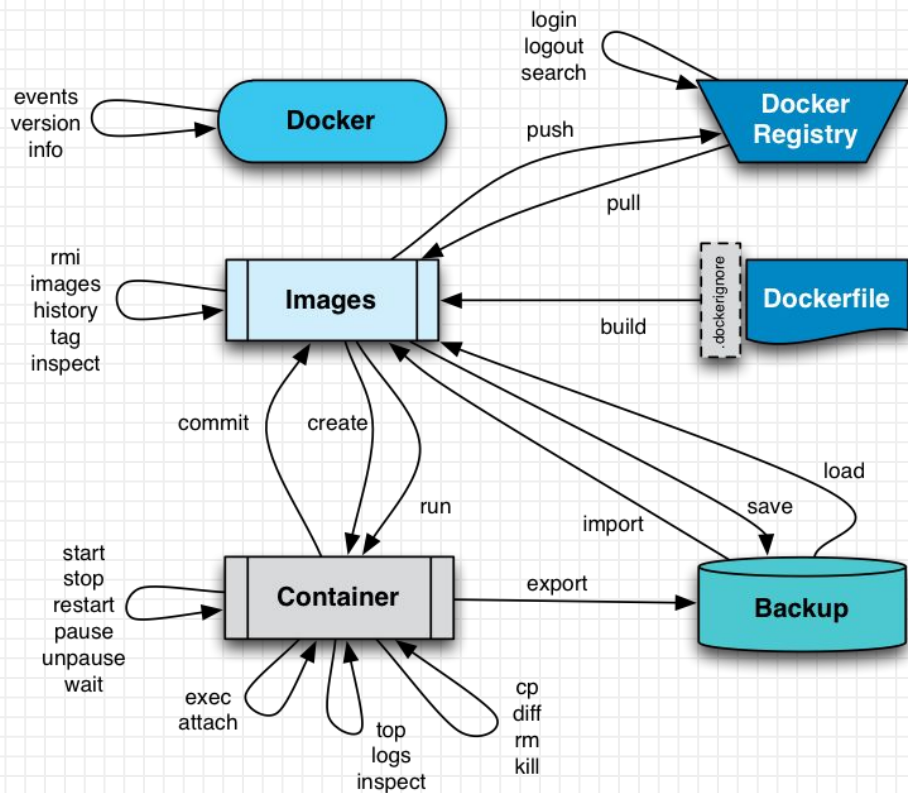 login
logout
search
events
version
info
Docker
Docker
Registry
push
pull
rmi
images
history
tag
inspect
Images
.dockerignore
Dockerfile
build
commit
create
run
load
save
import
start
stop
restart
pause
unpause
wait
Container
export
Backup
exec
attach
top
logs
inspect
cp
diff
rm
kill